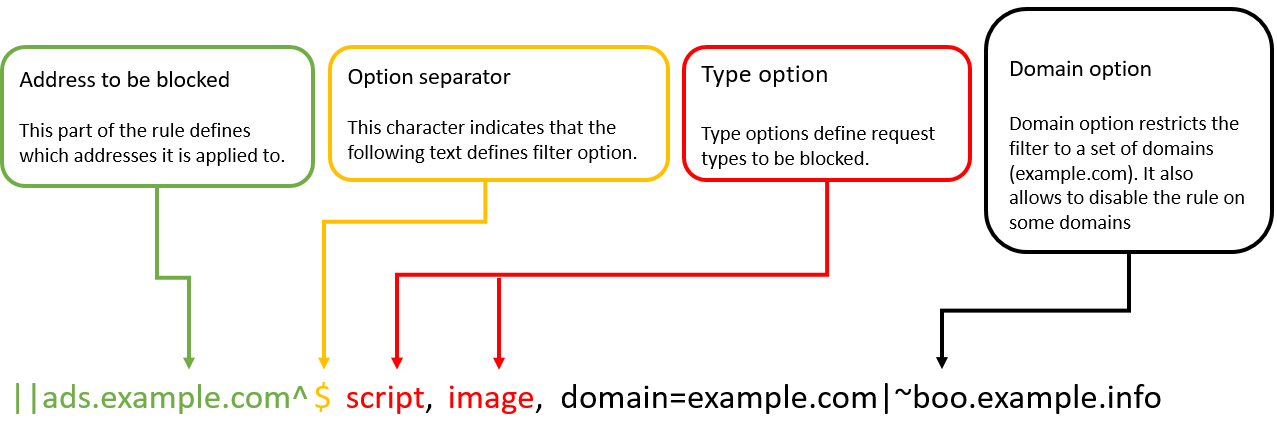 Address to be blocked
This part of the rule defines
which addresses it is applied to.
Option separator
This character indicates that the
following text defines filter option.
Type option
Type options define request
types to be blocked.
Domain option
Domain option restricts the
filter to a set of domains
(example.com). It also
allows to disable the rule on
some domains
||ads.example.com^$ script, image, domain=example.com|~boo.example.info